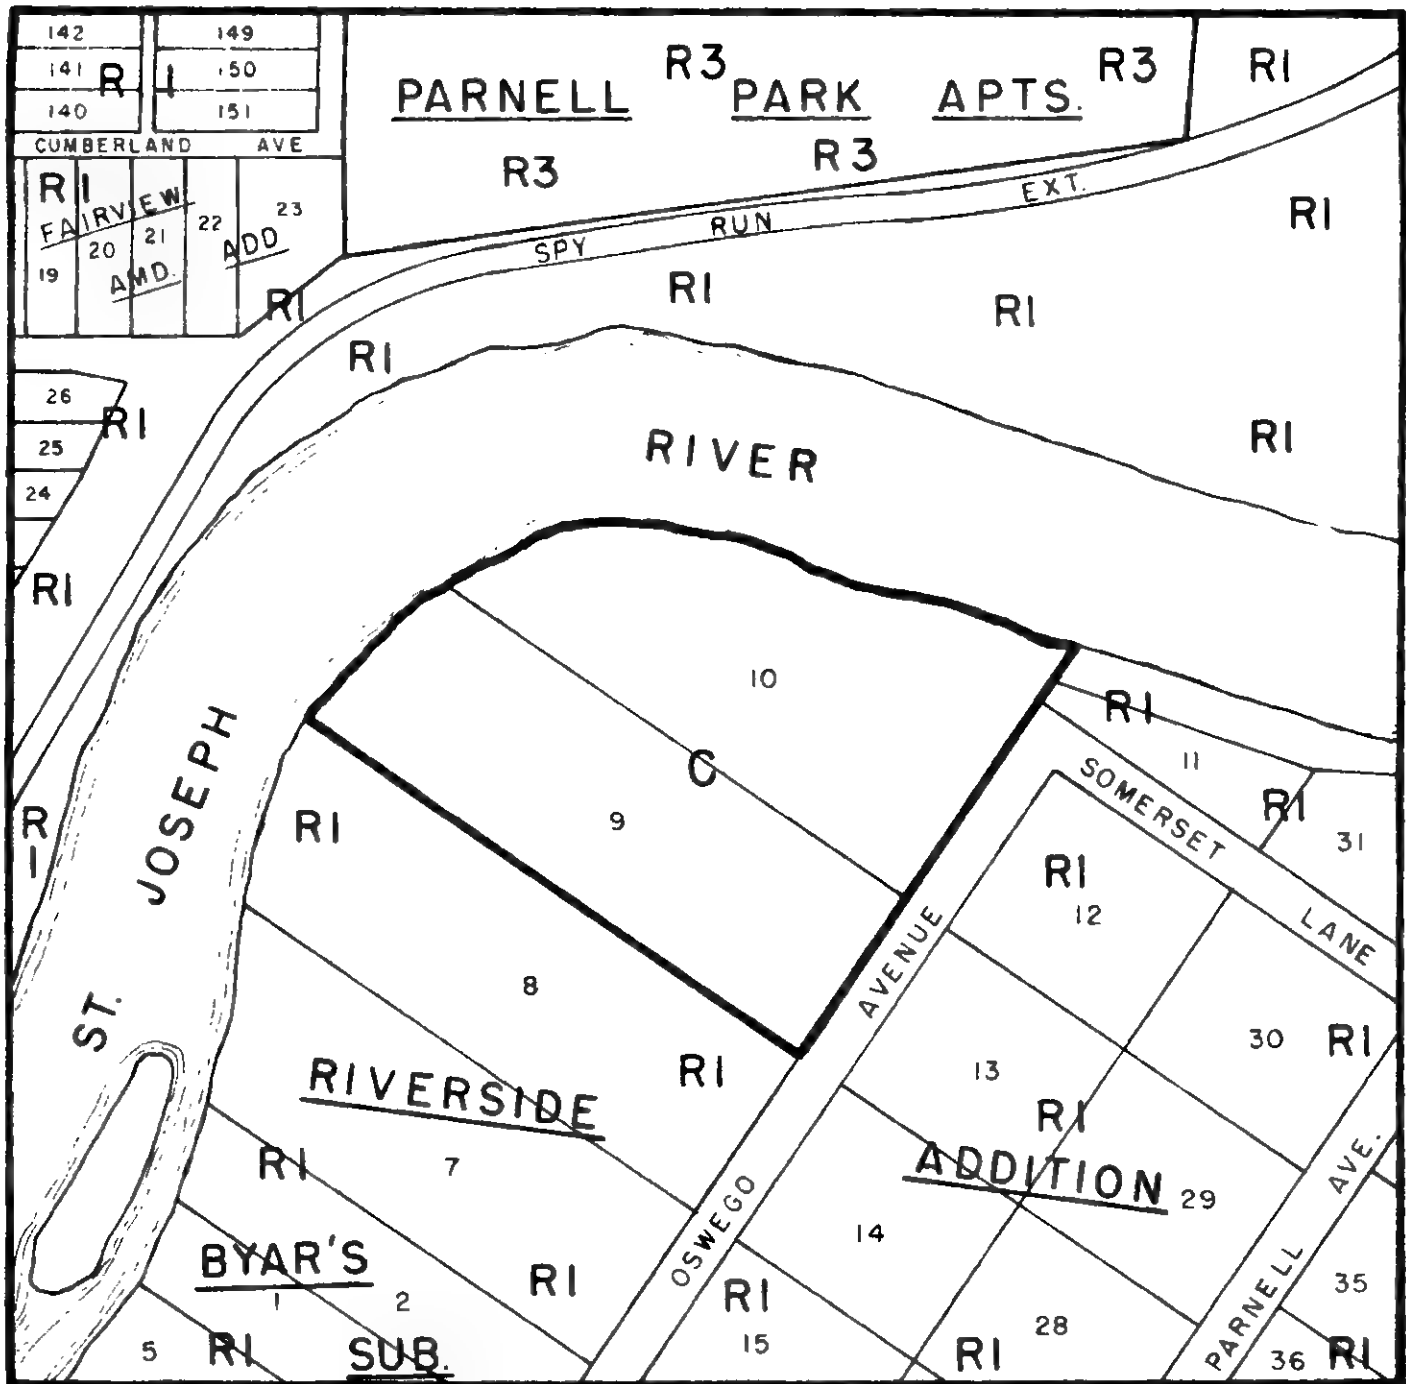 142 149
141 150
140 151
R 1
R3 R3 R1
PARNELL PARK APTS.
CUMBERLAND AVE
R3 R3
R1
FAIRVIEW ADD
AMD.
19 20 21 22 23
SPY RUN EXT.
R1
R1
R1
R1
R1
R1
26
25
24
R1
RIVER
R1
R1
10
R1
11
C
9
ST. JOSEPH
R1
R
1
SOMERSET LANE
R1
31
R1
12
8
OSWEGO AVENUE
30 R1
13
R1
R1
RIVERSIDE ADDITION
R1
7
29
14
PARNELL AVE.
BYAR'S
SUB.
1 2
R1
R1
35
15
28
5 R1
R1
36 R1